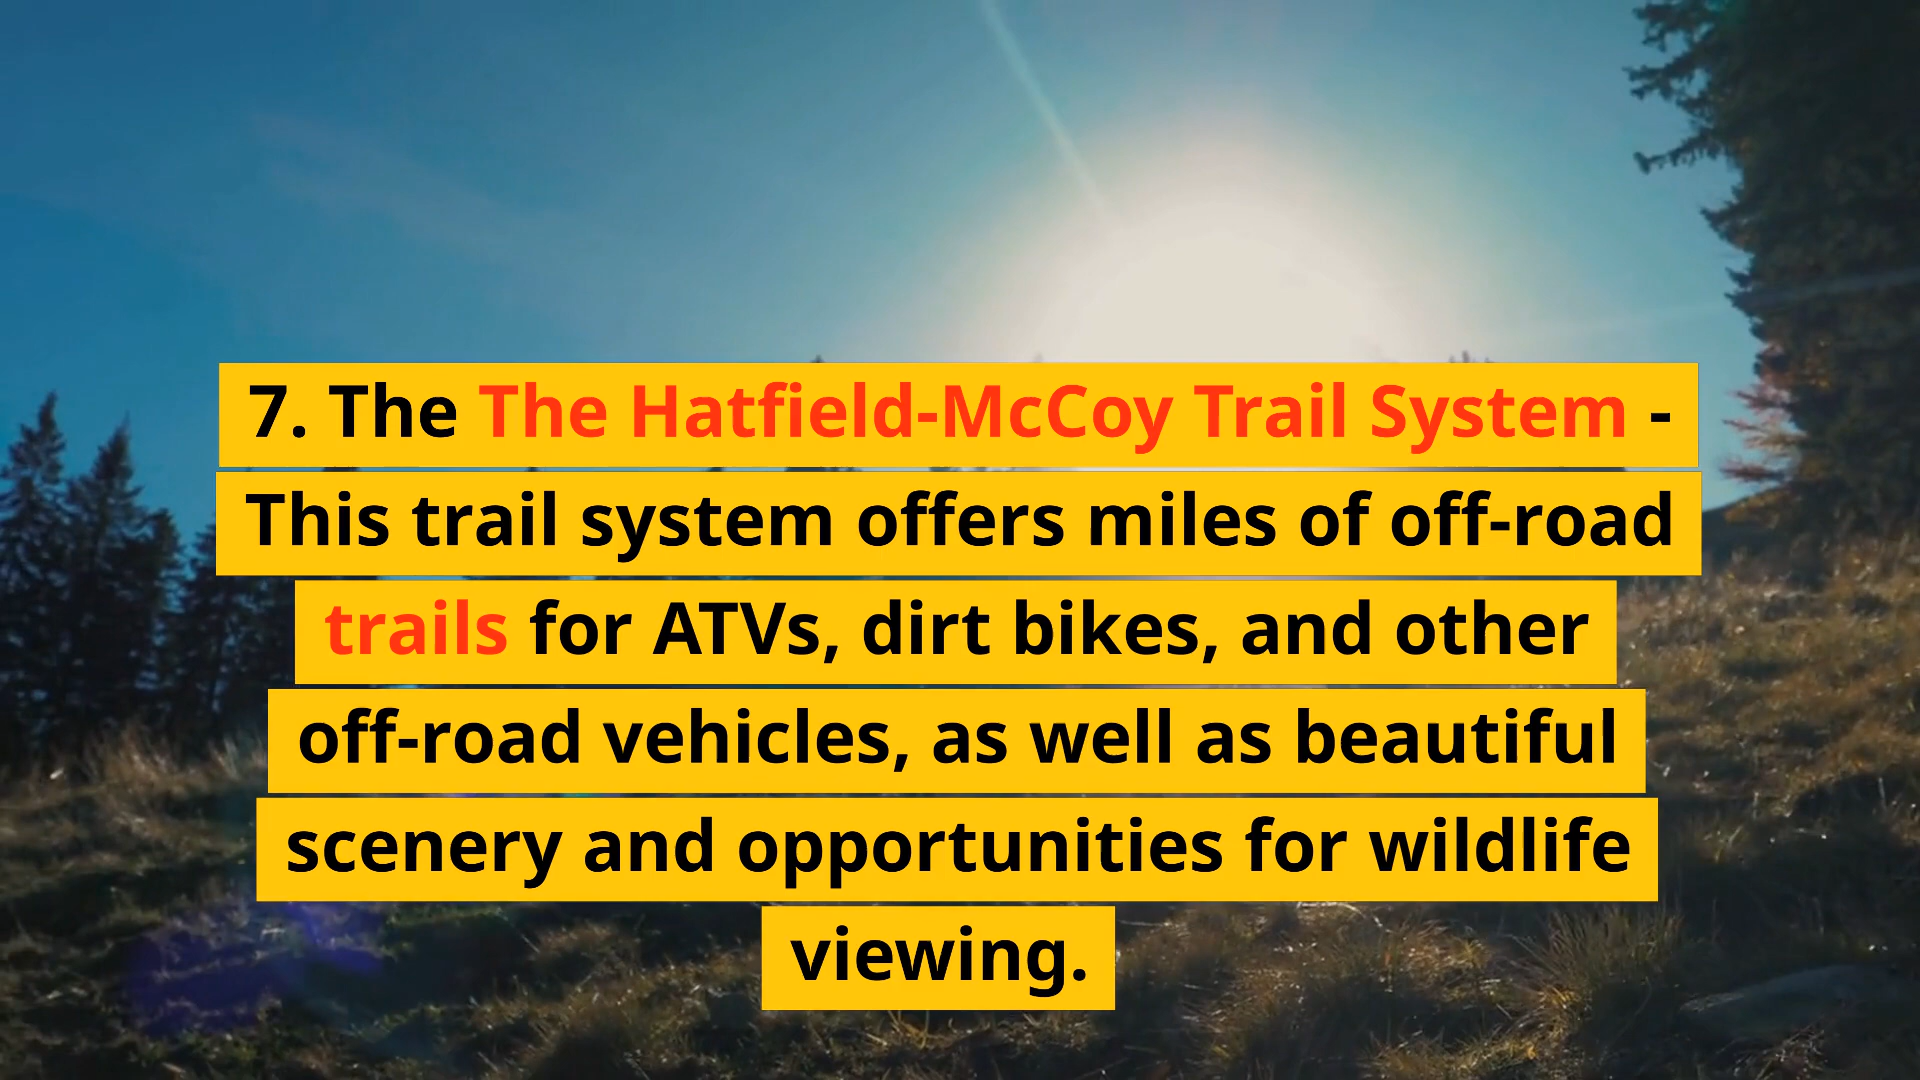 7. The The Hatfield-McCoy Trail System -
This trail system offers miles of off-road
trails for ATVs, dirt bikes, and other
off-road vehicles, as well as beautiful
scenery and opportunities for wildlife
viewing.